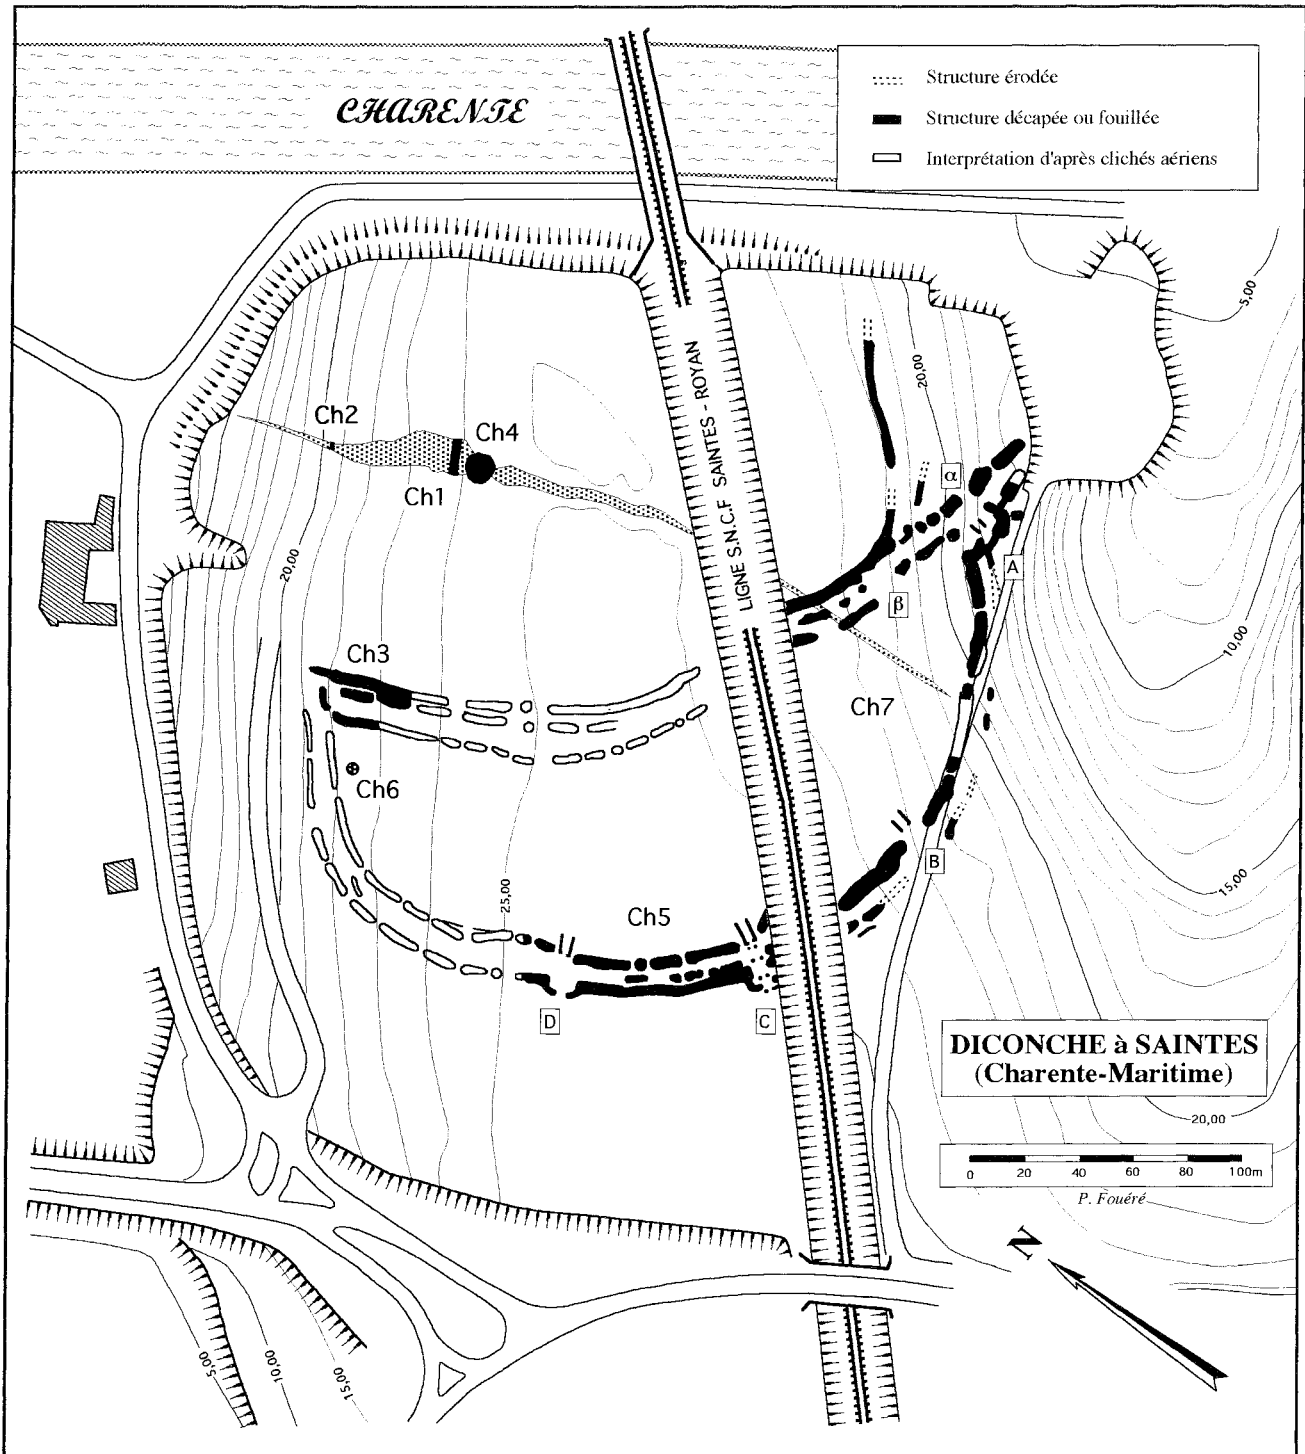 CHARENTE
Structure érodée
Structure décapée ou fouillée
Interprétation d'après clichés aériens
5,00
LIGNE S.N.C.F SAINTES - ROYAN
20,00
Ch2
Ch4
Ch1
α
20,00
A
β
10,00
Ch3
Ch7
Ch6
B
15,00
25,00
Ch5
D
C
DICONCHE à SAINTES
(Charente-Maritime)
20,00
0 20 40 60 80 100m
P. Fouéré
N
5,00
10,00
15,00